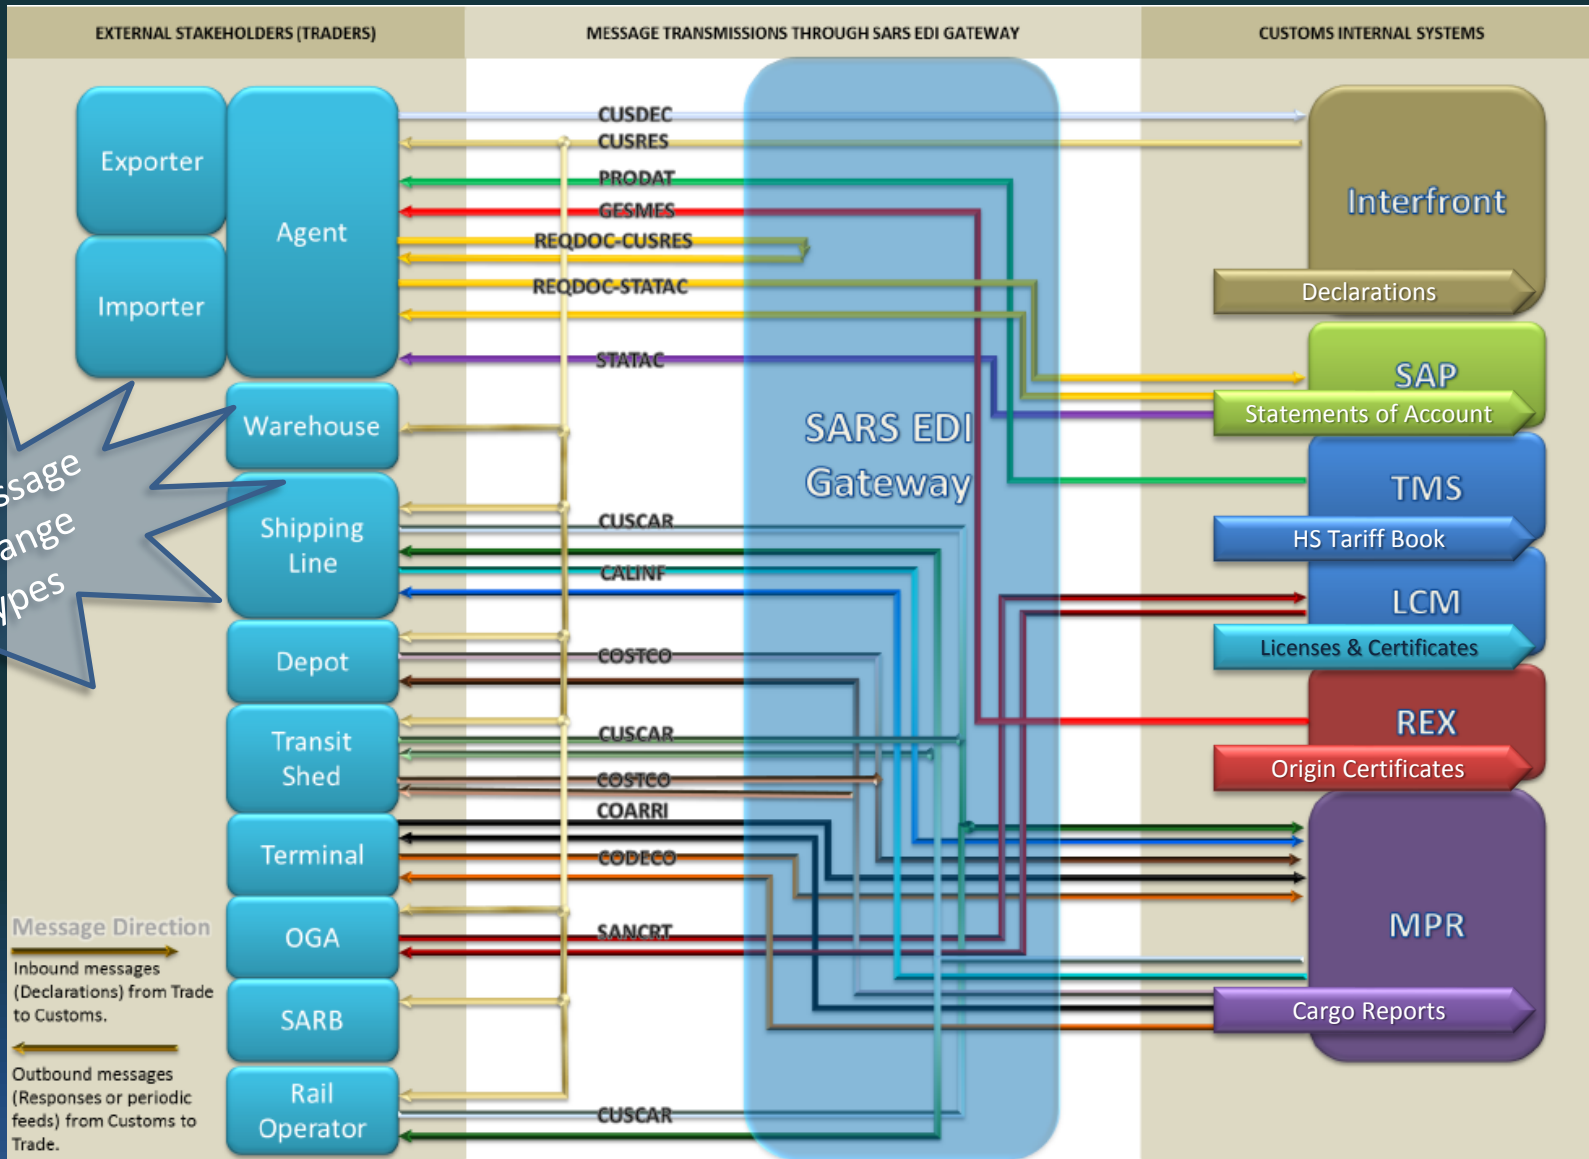 EXTERNAL STAKEHOLDERS (TRADERS)
MESSAGE TRANSMISSIONS THROUGH SARS EDI GATEWAY
CUSTOMS INTERNAL SYSTEMS
Exporter
Importer
Agent
Warehouse
Shipping
Line
Depot
Transit
Shed
Terminal
OGA
SARB
Rail
Operator
CUSDEC
CUSRES
PRODAT
GESMES
REQDOC-CUSRES
REQDOC-STATAC
STATAC
CUSCAR
CALINF
COSTCO
CUSCAR
COSTCO
COARRI
CODECO
SANCRT
CUSCAR
SARS EDI
Gateway
Interfront
Declarations
SAP
Statements of Account
TMS
HS Tariff Book
LCM
Licenses & Certificates
REX
Origin Certificates
MPR
Cargo Reports
Message Direction
Inbound messages
(Declarations) from Trade
to Customs.
Outbound messages
(Responses or periodic
feeds) from Customs to
Trade.